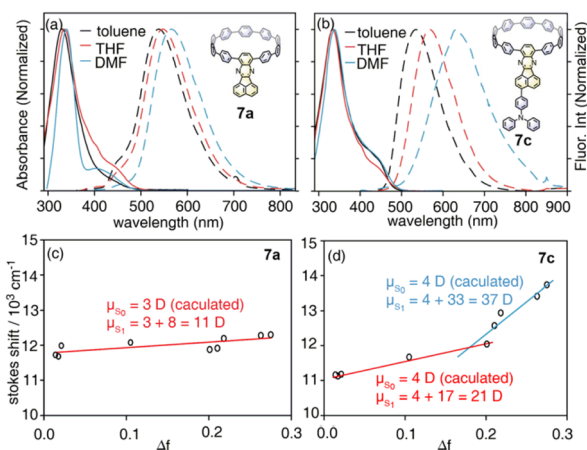 (a)
toluene
THF
DMF
7a
Absorbance (Normalized)
300 400 500 600 700 800
wavelength (nm)
(b)
toluene
THF
DMF
N
7c
Fluor. Int (Normalized)
300 400 500 600 700 800 900
wavelength (nm)
(c)
7a
μS₀ = 3 D (caculated)
μS₁ = 3 + 8 = 11 D
stokes shift / 10³ cm⁻¹
15
14
13
12
11
10
0.0 0.1 0.2 0.3
Δf
(d)
7c
μS₀ = 4 D (caculated)
μS₁ = 4 + 33 = 37 D
μS₀ = 4 D (caculated)
μS₁ = 4 + 17 = 21 D
15
14
13
12
11
10
0.0 0.1 0.2 0.3
Δf